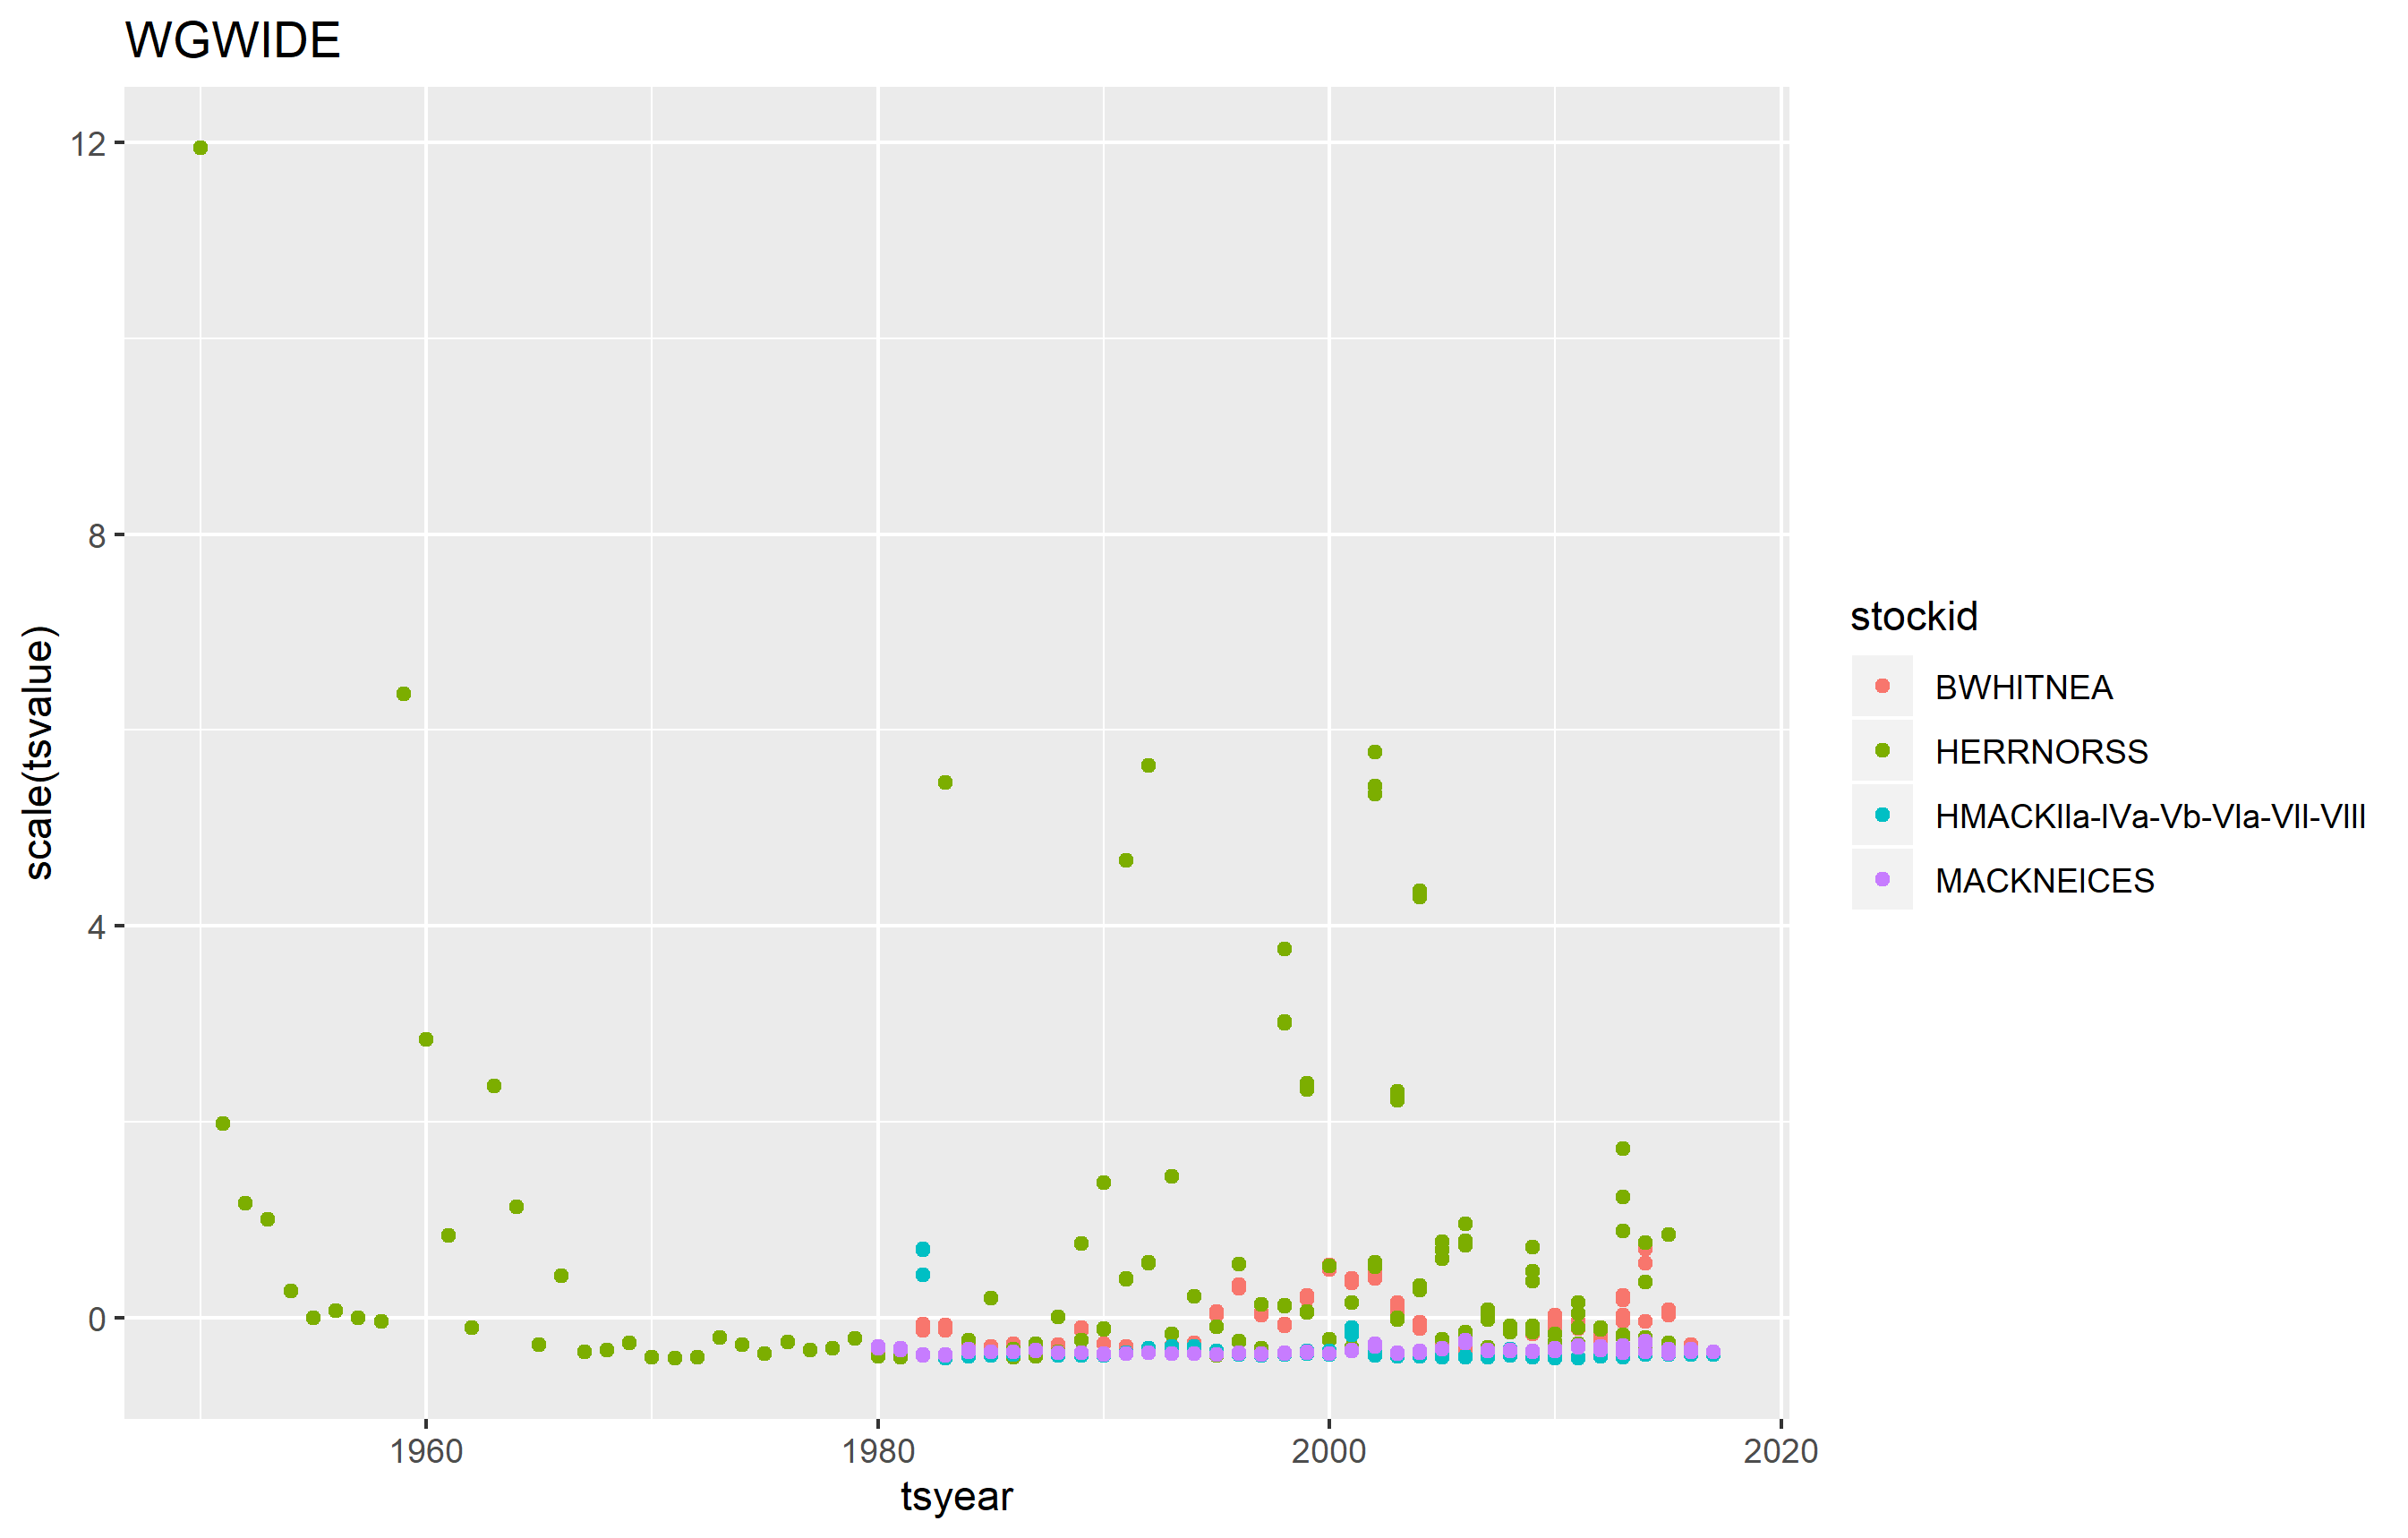 WGWIDE
12
8
4
0
scale(tsvalue)
1960
1980
2000
2020
tsyear
stockid
BWHITNEA
HERRNORSS
HMACKIIa-IVa-Vb-VIa-VII-VIII
MACKNEICES